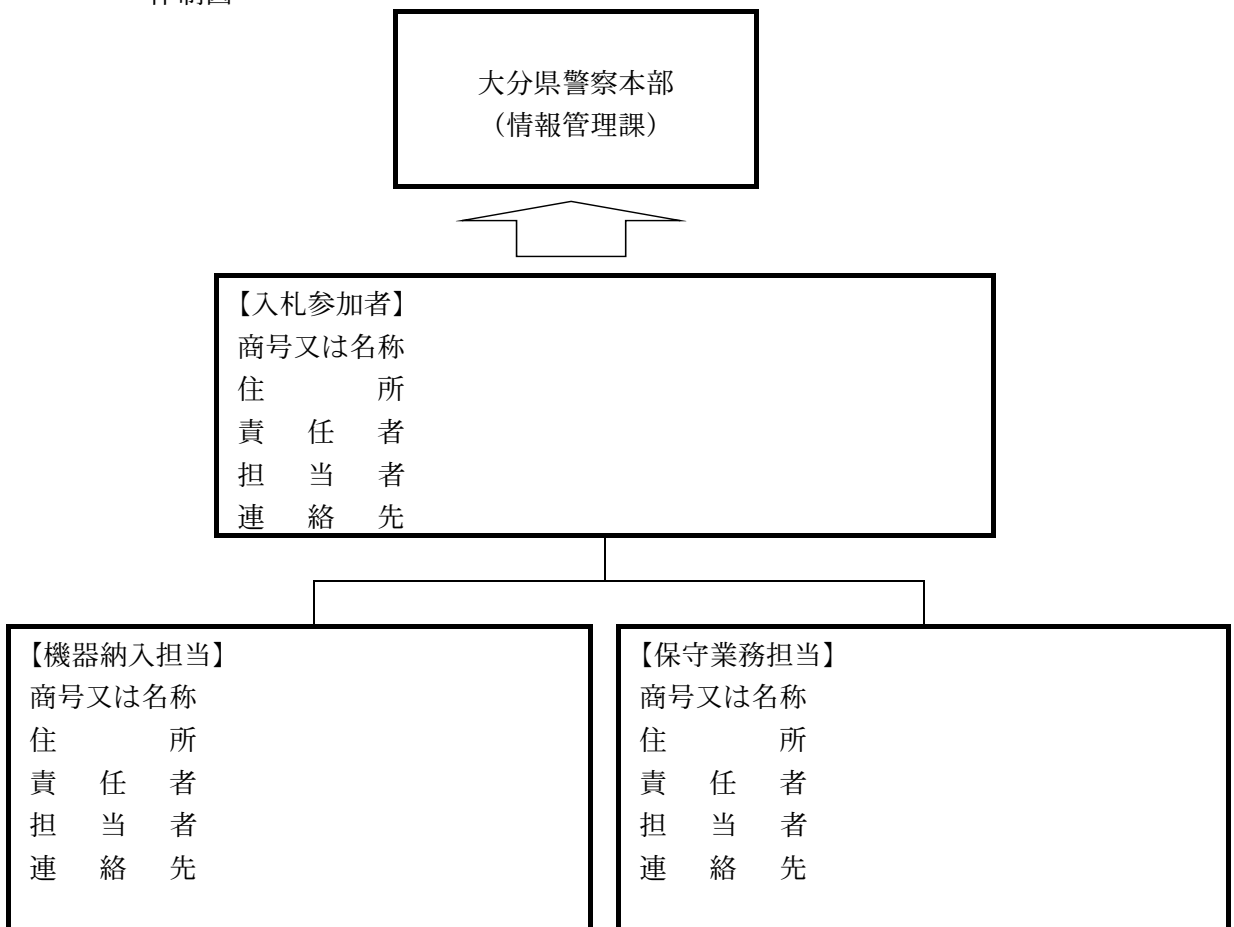 大分県警察本部
（情報管理課）
【入札参加者】
商号又は名称
住　　　所
責　任　者
担　当　者
連　絡　先
【機器納入担当】
商号又は名称
住　　　所
責　任　者
担　当　者
連　絡　先
【保守業務担当】
商号又は名称
住　　　所
責　任　者
担　当　者
連　絡　先